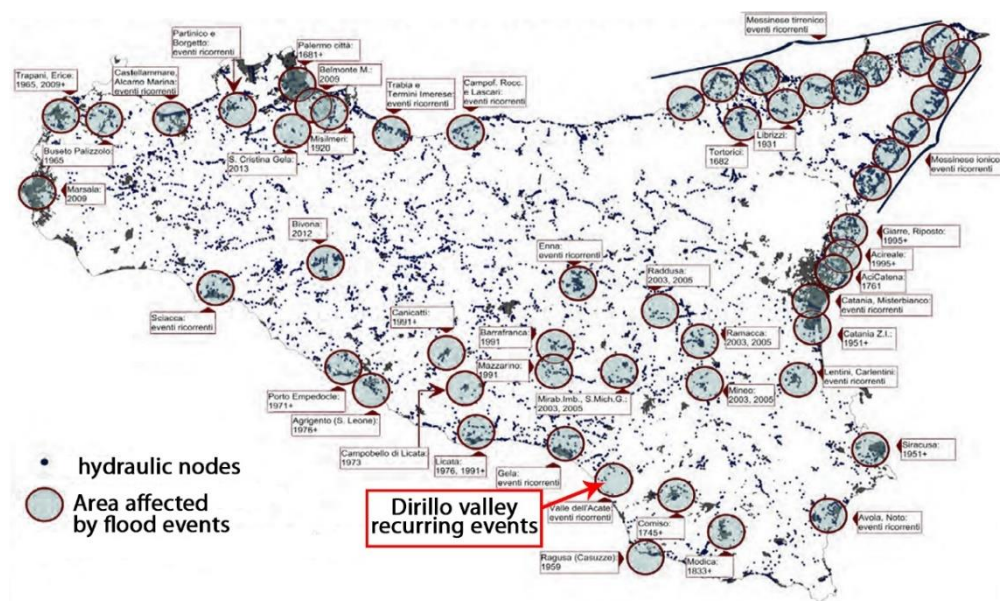 Messinese tirrenico:
eventi ricorrenti
Partinico e
Borgetto:
eventi ricorrenti
Palermo città:
1681+
Belmonte M.:
2009
Trapani, Erice:
1965, 2009+
Castellammare,
Alcamo Marina:
eventi ricorrenti
Trabia e
Termini Imerese:
eventi ricorrenti
Campof. Rocc.
e Lascari:
eventi ricorrenti
Buseto Palizzolo:
1965
Misilmeri:
1920
S. Cristina Gela:
2013
Tortorici:
1682
Librizzi:
1931
Messinese ionico:
eventi ricorrenti
Marsala:
2009
Bivona:
2012
Enna:
eventi ricorrenti
Raddusa:
2003, 2005
Giarre, Riposto:
1995+
Acireale:
1995+
AciCatena:
1761
Catania, Misterbianco:
eventi ricorrenti
Catania Z.I.:
1951+
Sciacca:
eventi ricorrenti
Canicattì:
1991+
Barrafranca:
1991
Mazzarino:
1991
Ramacca:
2003, 2005
Lentini, Carlentini:
eventi ricorrenti
Porto Empedocle:
1971+
Agrigento (S. Leone):
1976+
Mirab.Imb., S.Mich.G.:
2003, 2005
Mineo:
2003, 2005
Campobello di Licata:
1973
Licata:
1976, 1991+
Gela:
eventi ricorrenti
Siracusa:
1951+
hydraulic nodes
Area affected
by flood events
Dirillo valley
recurring events
Valle dell'Acate:
eventi ricorrenti
Comiso:
1745+
Avola, Noto:
eventi ricorrenti
Ragusa (Casuzze):
1959
Modica:
1833+